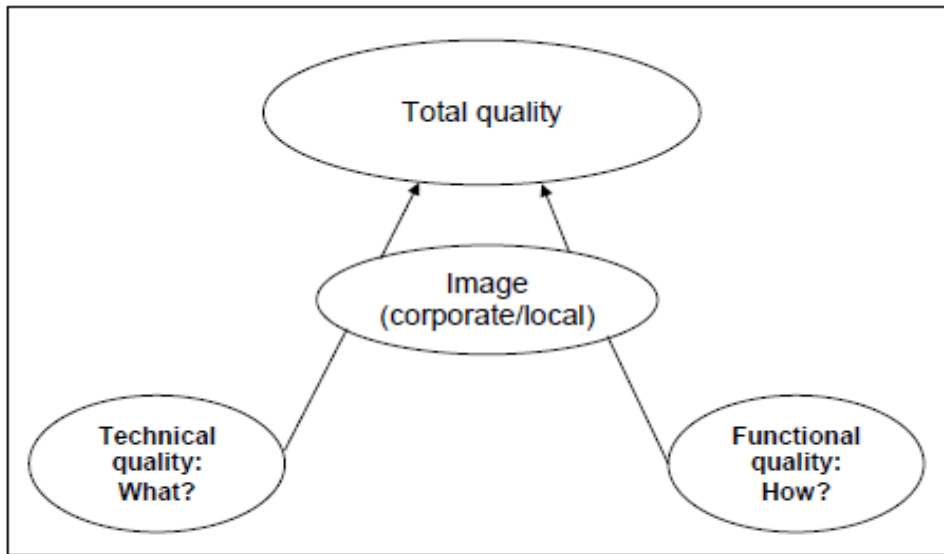 Total quality
Image
(corporate/local)
Technical
quality:
What?
Functional
quality:
How?